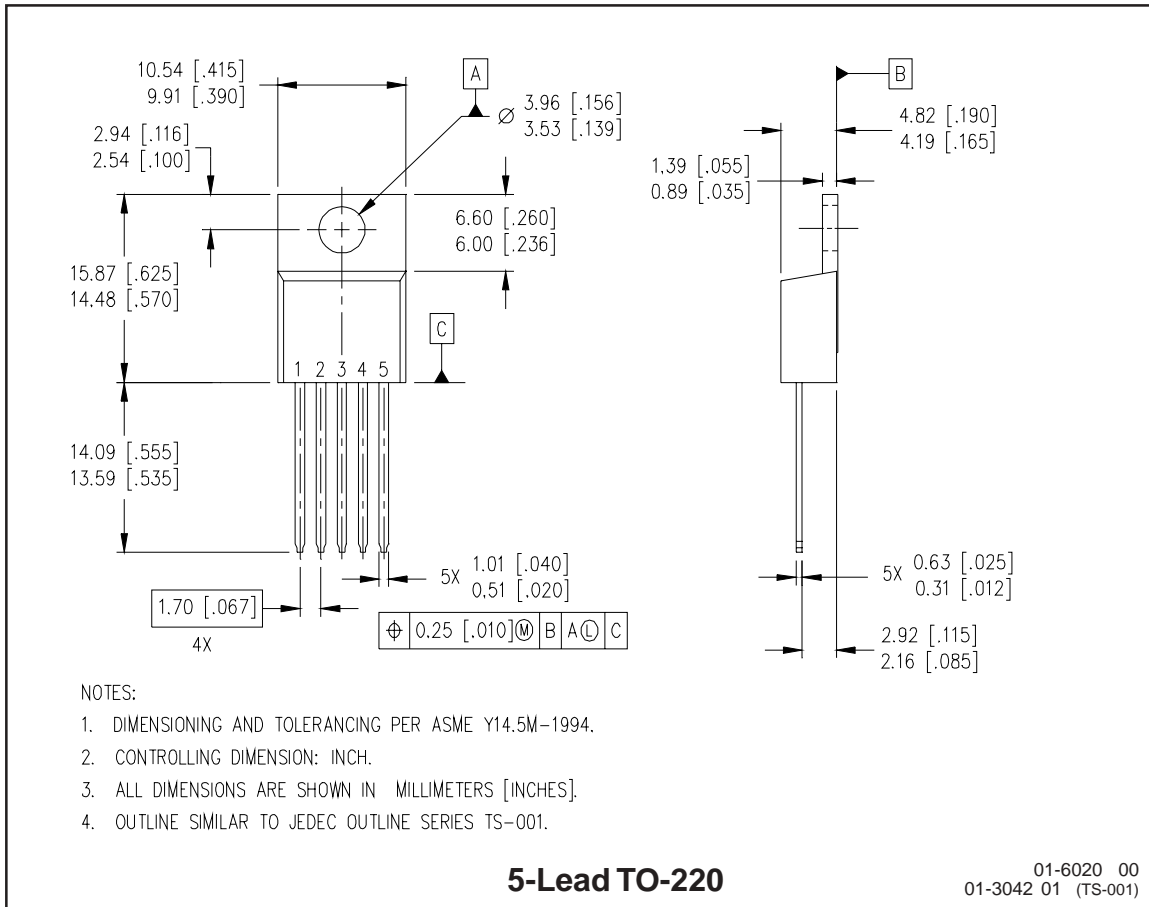 10.54 [.415]
9.91 [.390]
A
⌀ 3.96 [.156]
3.53 [.139]
2.94 [.116]
2.54 [.100]
6.60 [.260]
6.00 [.236]
15.87 [.625]
14.48 [.570]
C
1 2 3 4 5
14.09 [.555]
13.59 [.535]
5X 1.01 [.040]
0.51 [.020]
1.70 [.067]
4X
⌖ 0.25 [.010]Ⓜ B AⓁ C
B
4.82 [.190]
4.19 [.165]
1.39 [.055]
0.89 [.035]
5X 0.63 [.025]
0.31 [.012]
2.92 [.115]
2.16 [.085]
NOTES:
1. DIMENSIONING AND TOLERANCING PER ASME Y14.5M-1994.
2. CONTROLLING DIMENSION: INCH.
3. ALL DIMENSIONS ARE SHOWN IN MILLIMETERS [INCHES].
4. OUTLINE SIMILAR TO JEDEC OUTLINE SERIES TS-001.
5-Lead TO-220
01-6020 00
01-3042 01 (TS-001)